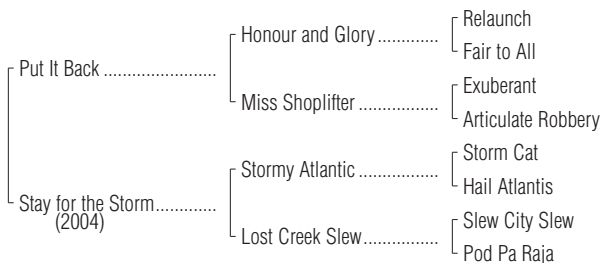 Relaunch
Honour and Glory.............
Fair to All
Put It Back .......................
Exuberant
Miss Shoplifter .................
Articulate Robbery
Storm Cat
Stormy Atlantic .................
Hail Atlantis
Stay for the Storm.............
(2004)
Slew City Slew
Lost Creek Slew................
Pod Pa Raja